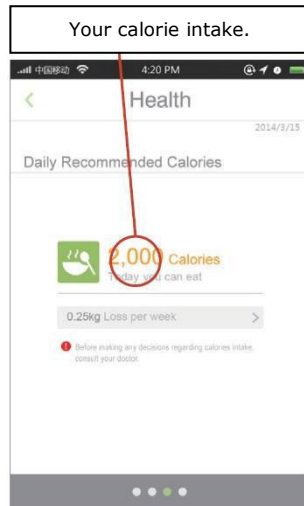 Your calorie intake.
中国移动 4:20 PM
Health
2014/3/15
Daily Recommended Calories
2,000 Calories
Today you can eat
0.25kg Loss per week
Before making any decisions regarding calories intake,
consult your doctor.